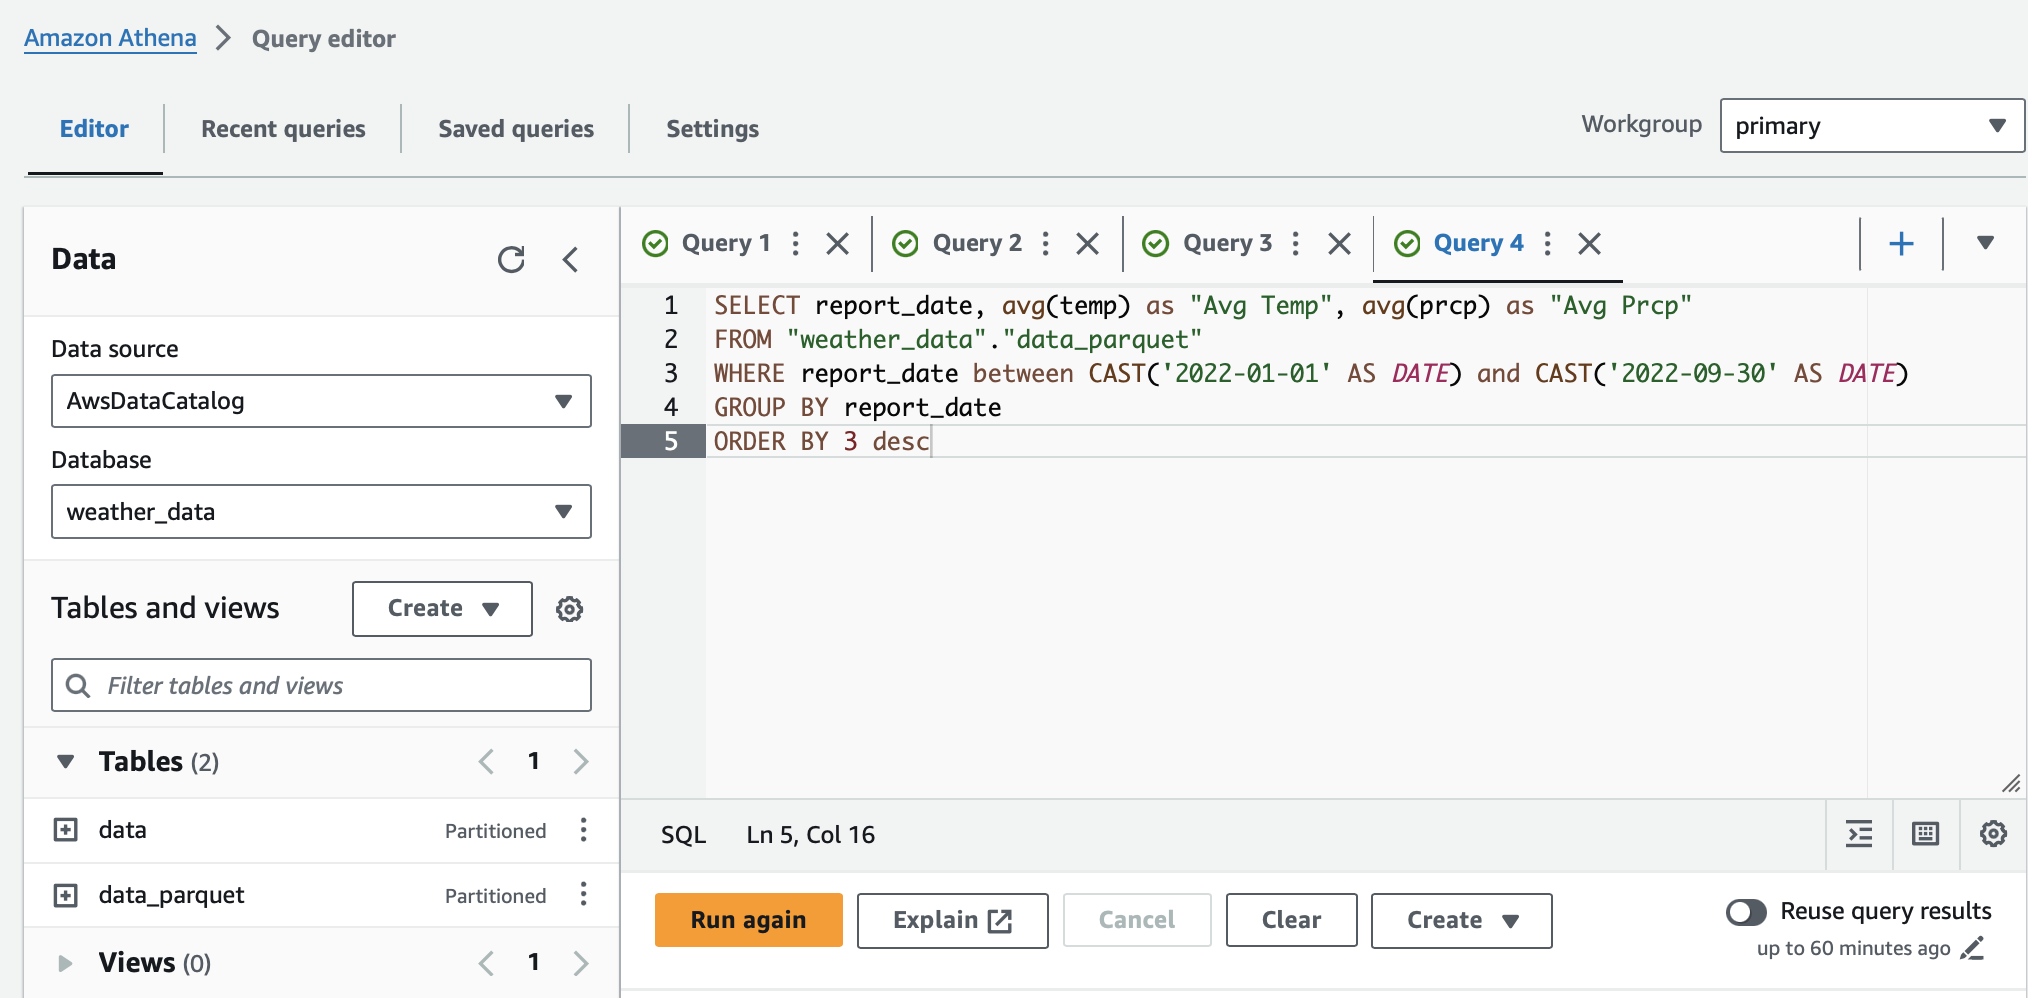 Amazon Athena > Query editor
Editor Recent queries Saved queries Settings Workgroup primary
Data
Data source
AwsDataCatalog
Database
weather_data
Tables and views Create
Filter tables and views
Tables (2) < 1 >
data Partitioned
data_parquet Partitioned
Views (0) < 1 >
Query 1 Query 2 Query 3 Query 4 +
1 SELECT report_date, avg(temp) as "Avg Temp", avg(prcp) as "Avg Prcp"
2 FROM "weather_data"."data_parquet"
3 WHERE report_date between CAST('2022-01-01' AS DATE) and CAST('2022-09-30' AS DATE)
4 GROUP BY report_date
5 ORDER BY 3 desc
SQL Ln 5, Col 16
Run again Explain Cancel Clear Create Reuse query results
up to 60 minutes ago